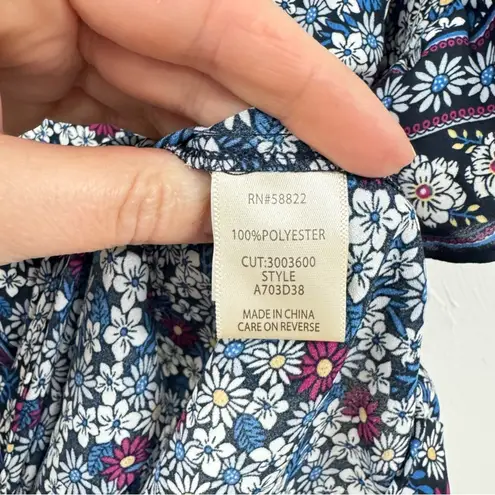 RN#58822
100%POLYESTER
CUT:3003600
STYLE
A703D38
MADE IN CHINA
CARE ON REVERSE